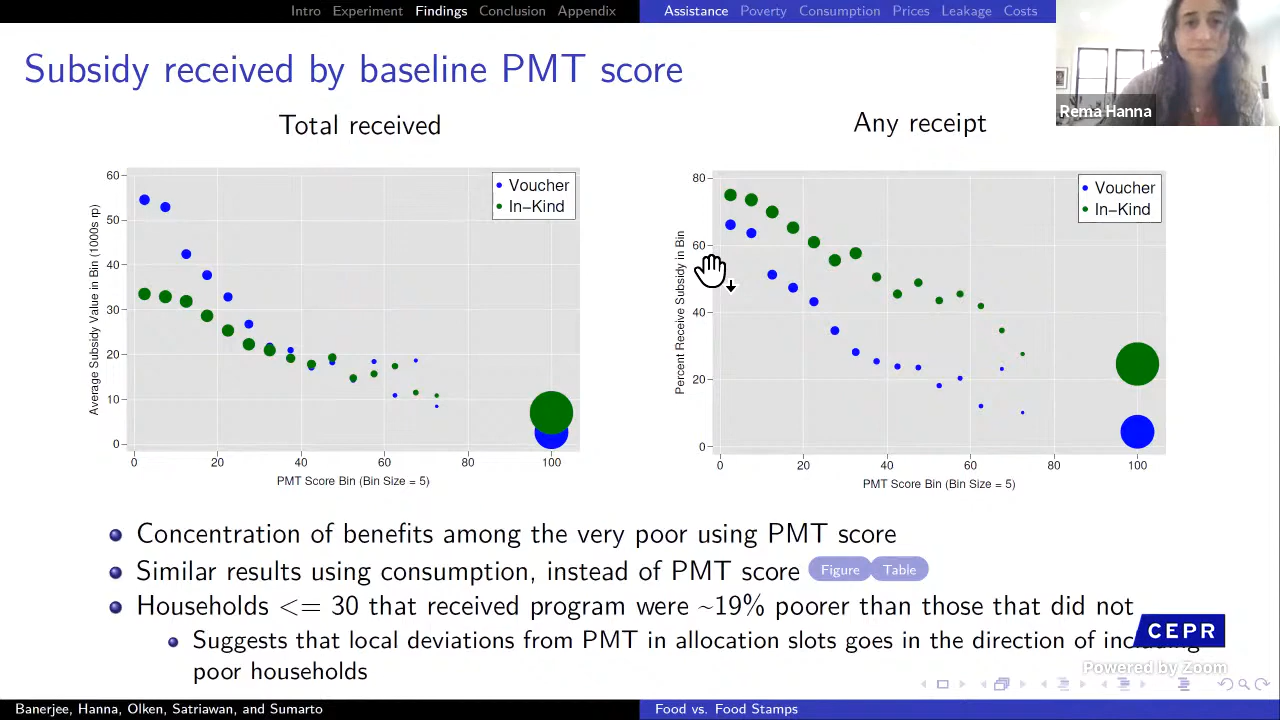 Intro Experiment Findings Conclusion Appendix
Assistance Poverty Consumption Prices Leakage Costs
Subsidy received by baseline PMT score
Rema Hanna
Total received
Any receipt
Average Subsidy Value in Bin (1000s rp)
60
50
40
30
20
10
0
Voucher
In-Kind
0 20 40 60 80 100
PMT Score Bin (Bin Size = 5)
Percent Receive Subsidy in Bin
80
60
40
20
0
Voucher
In-Kind
0 20 40 60 80 100
PMT Score Bin (Bin Size = 5)
Concentration of benefits among the very poor using PMT score
Similar results using consumption, instead of PMT score Figure Table
Households <= 30 that received program were ~19% poorer than those that did not
Suggests that local deviations from PMT in allocation slots goes in the direction of including
poor households
CEPR
Powered by Zoom
Banerjee, Hanna, Olken, Satriawan, and Sumarto
Food vs. Food Stamps